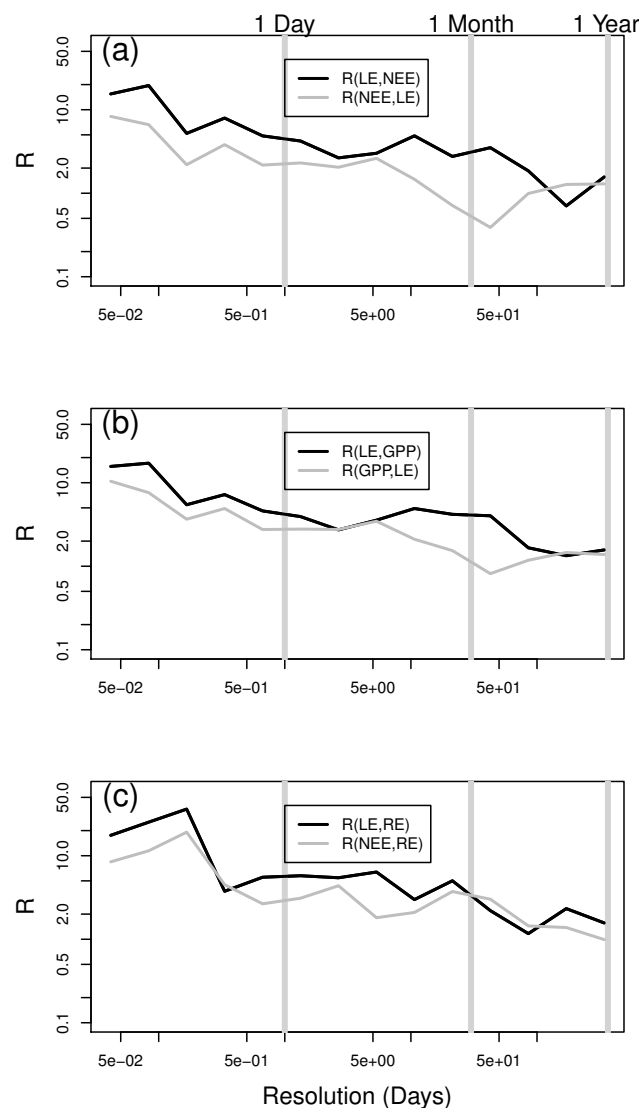 1 Day 1 Month 1 Year
(a)
R(LE,NEE)
R(NEE,LE)
50.0
10.0
2.0
0.5
0.1
R
5e−02 5e−01 5e+00 5e+01
(b)
R(LE,GPP)
R(GPP,LE)
50.0
10.0
2.0
0.5
0.1
R
5e−02 5e−01 5e+00 5e+01
(c)
R(LE,RE)
R(NEE,RE)
50.0
10.0
2.0
0.5
0.1
R
5e−02 5e−01 5e+00 5e+01
Resolution (Days)